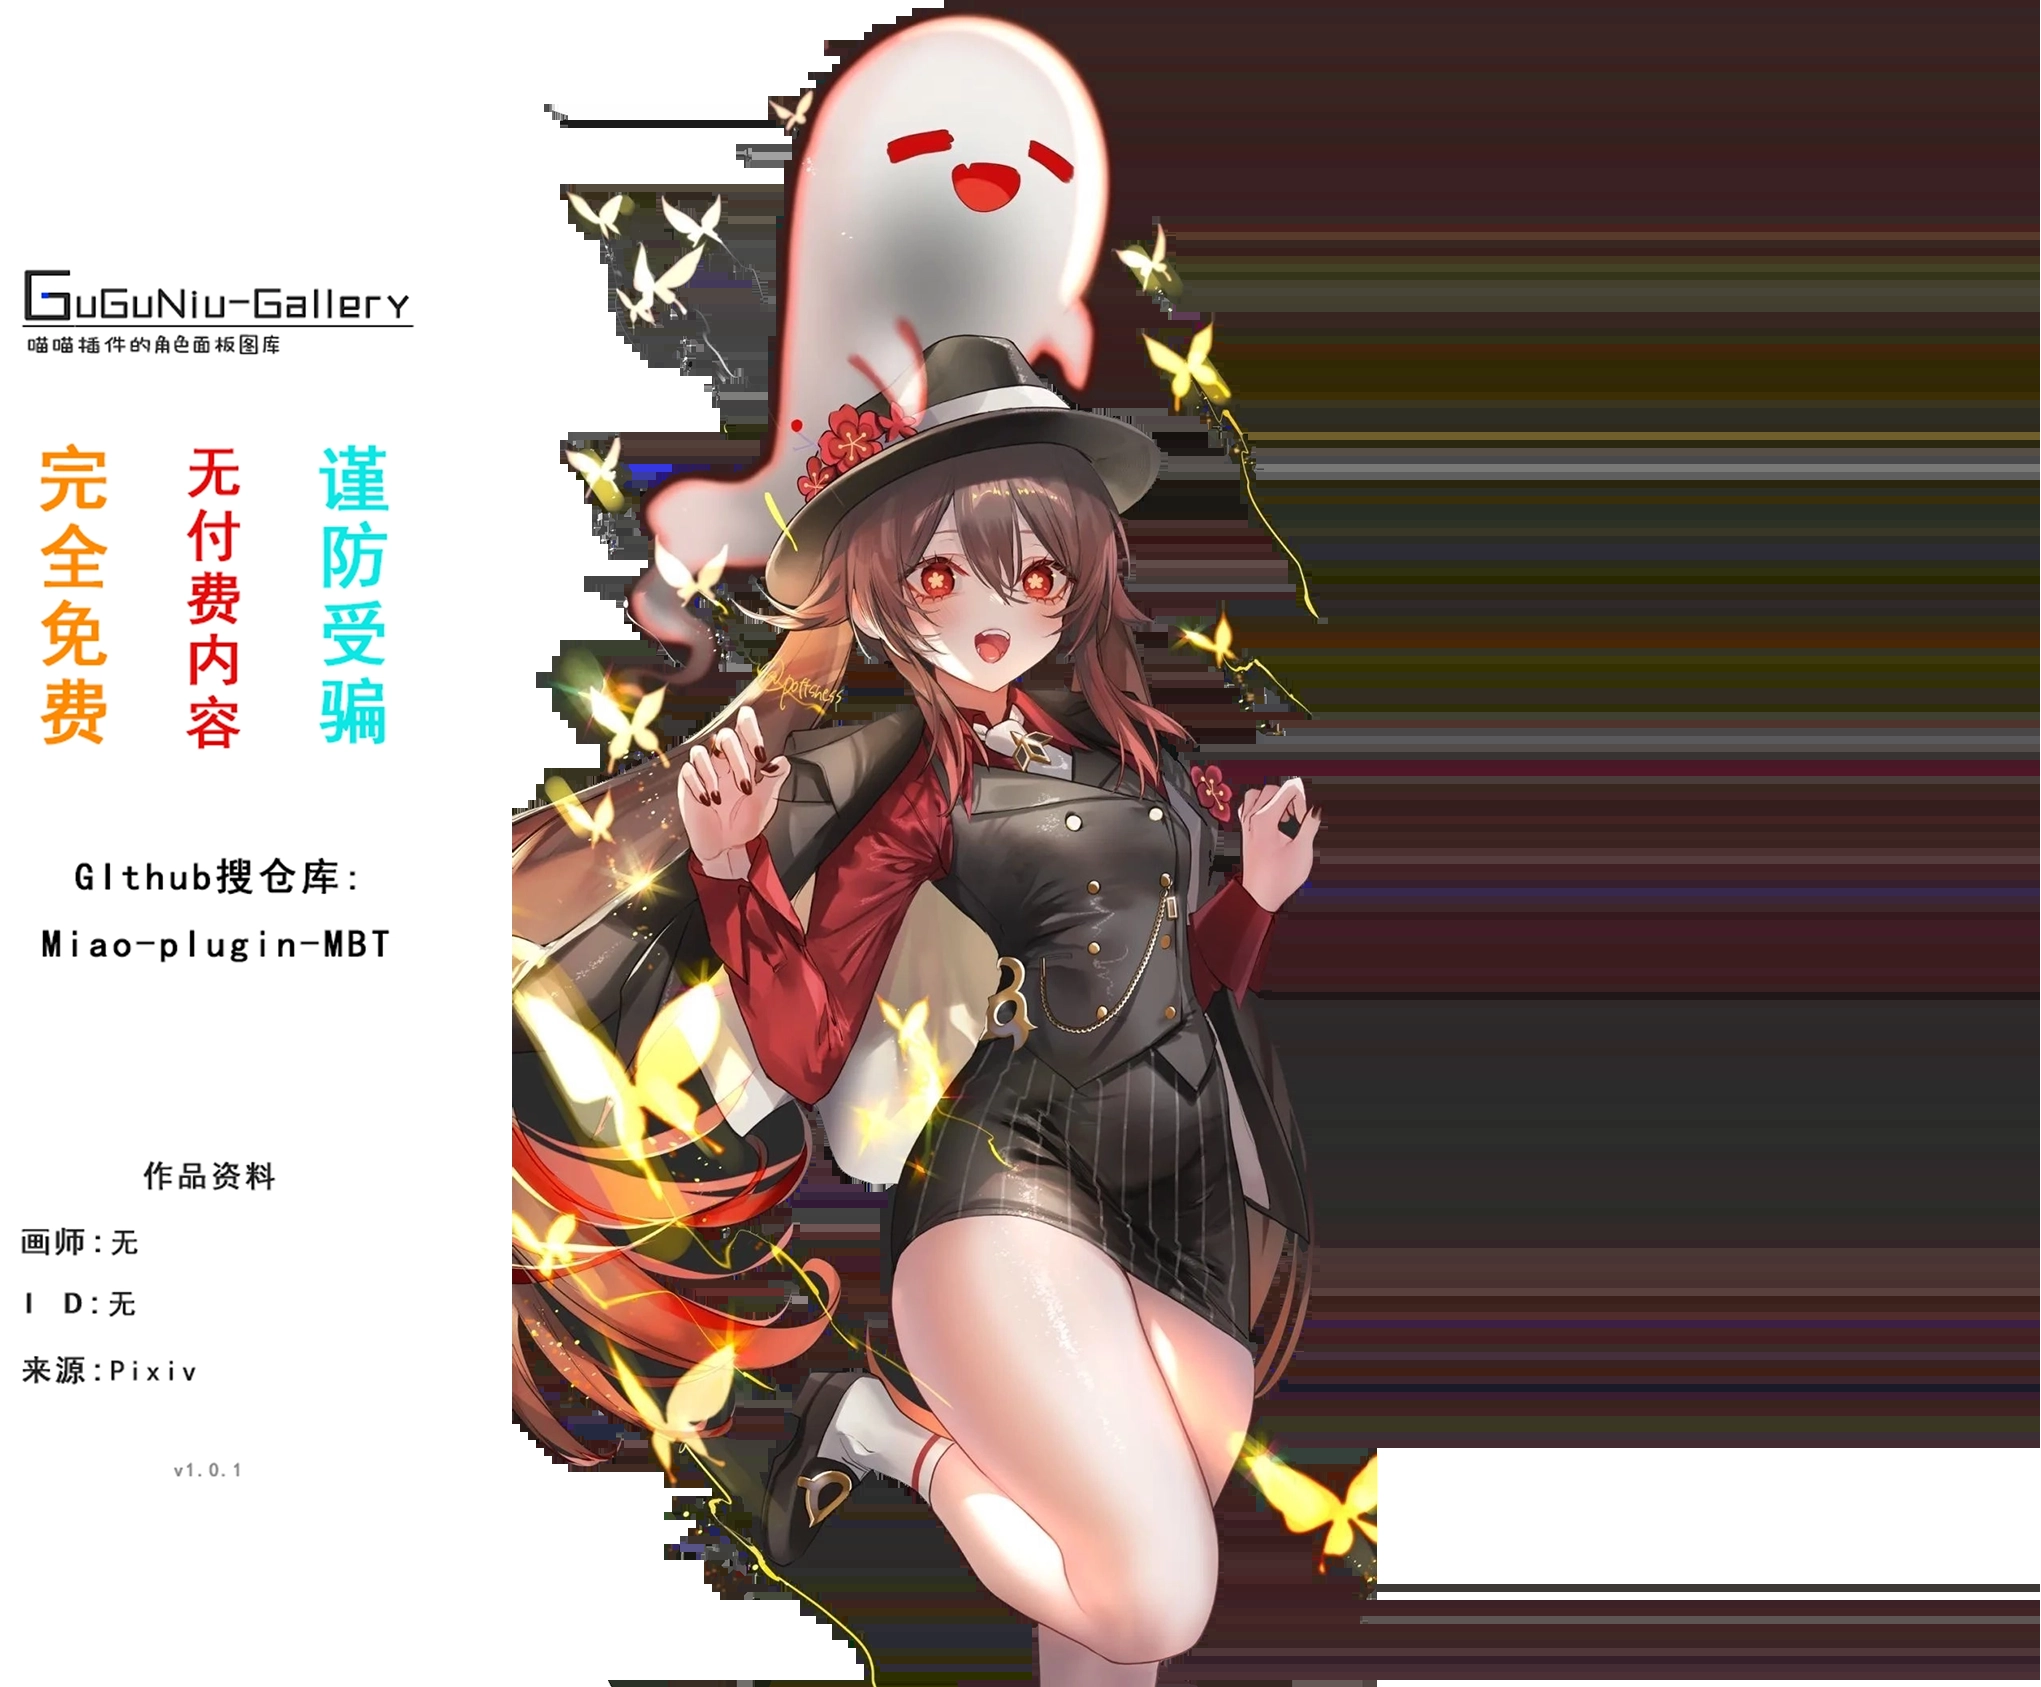 GuGuNiu-Gallery
喵喵插件的角色面板图库
完全免费
无付费内容
谨防受骗
GIthub搜仓库:
Miao-plugin-MBT
作品资料
画师:无
I D:无
来源:Pixiv
v1.0.1
@potishess